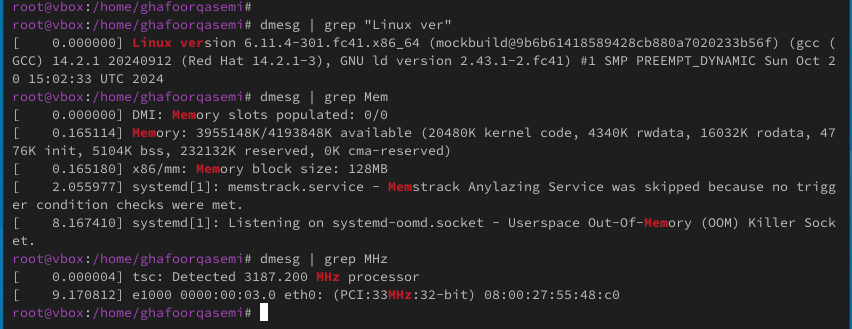 root@vbox:/home/ghafoorqasemi#
root@vbox:/home/ghafoorqasemi# dmesg | grep "Linux ver"
[    0.000000] Linux version 6.11.4-301.fc41.x86_64 (mockbuild@9b6b61418589428cb880a7020233b56f) (gcc (
GCC) 14.2.1 20240912 (Red Hat 14.2.1-3), GNU ld version 2.43.1-2.fc41) #1 SMP PREEMPT_DYNAMIC Sun Oct 2
0 15:02:33 UTC 2024
root@vbox:/home/ghafoorqasemi# dmesg | grep Mem
[    0.000000] DMI: Memory slots populated: 0/0
[    0.165114] Memory: 3955148K/4193848K available (20480K kernel code, 4340K rwdata, 16032K rodata, 47
76K init, 5104K bss, 232132K reserved, 0K cma-reserved)
[    0.165180] x86/mm: Memory block size: 128MB
[    2.055977] systemd[1]: memstrack.service - Memstrack Anylazing Service was skipped because no trigg
er condition checks were met.
[    8.167410] systemd[1]: Listening on systemd-oomd.socket - Userspace Out-Of-Memory (OOM) Killer Sock
et.
root@vbox:/home/ghafoorqasemi# dmesg | grep MHz
[    0.000004] tsc: Detected 3187.200 MHz processor
[    9.170812] e1000 0000:00:03.0 eth0: (PCI:33MHz:32-bit) 08:00:27:55:48:c0
root@vbox:/home/ghafoorqasemi#